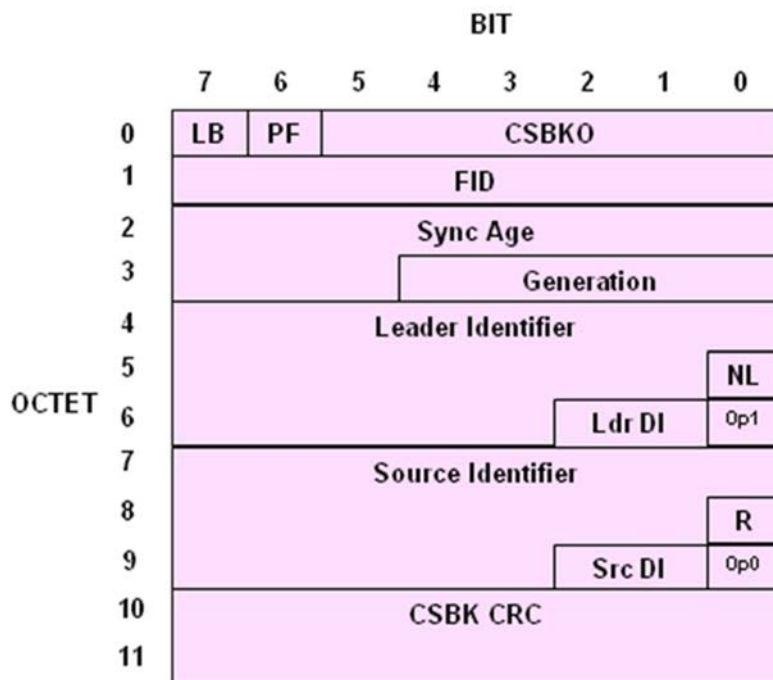 BIT
7 6 5 4 3 2 1 0
0 LB PF CSBKO
1 FID
2 Sync Age
3 Generation
4 Leader Identifier
5 NL
OCTET
6 Ldr DI Op1
7 Source Identifier
8 R
9 Src DI Op0
10 CSBK CRC
11